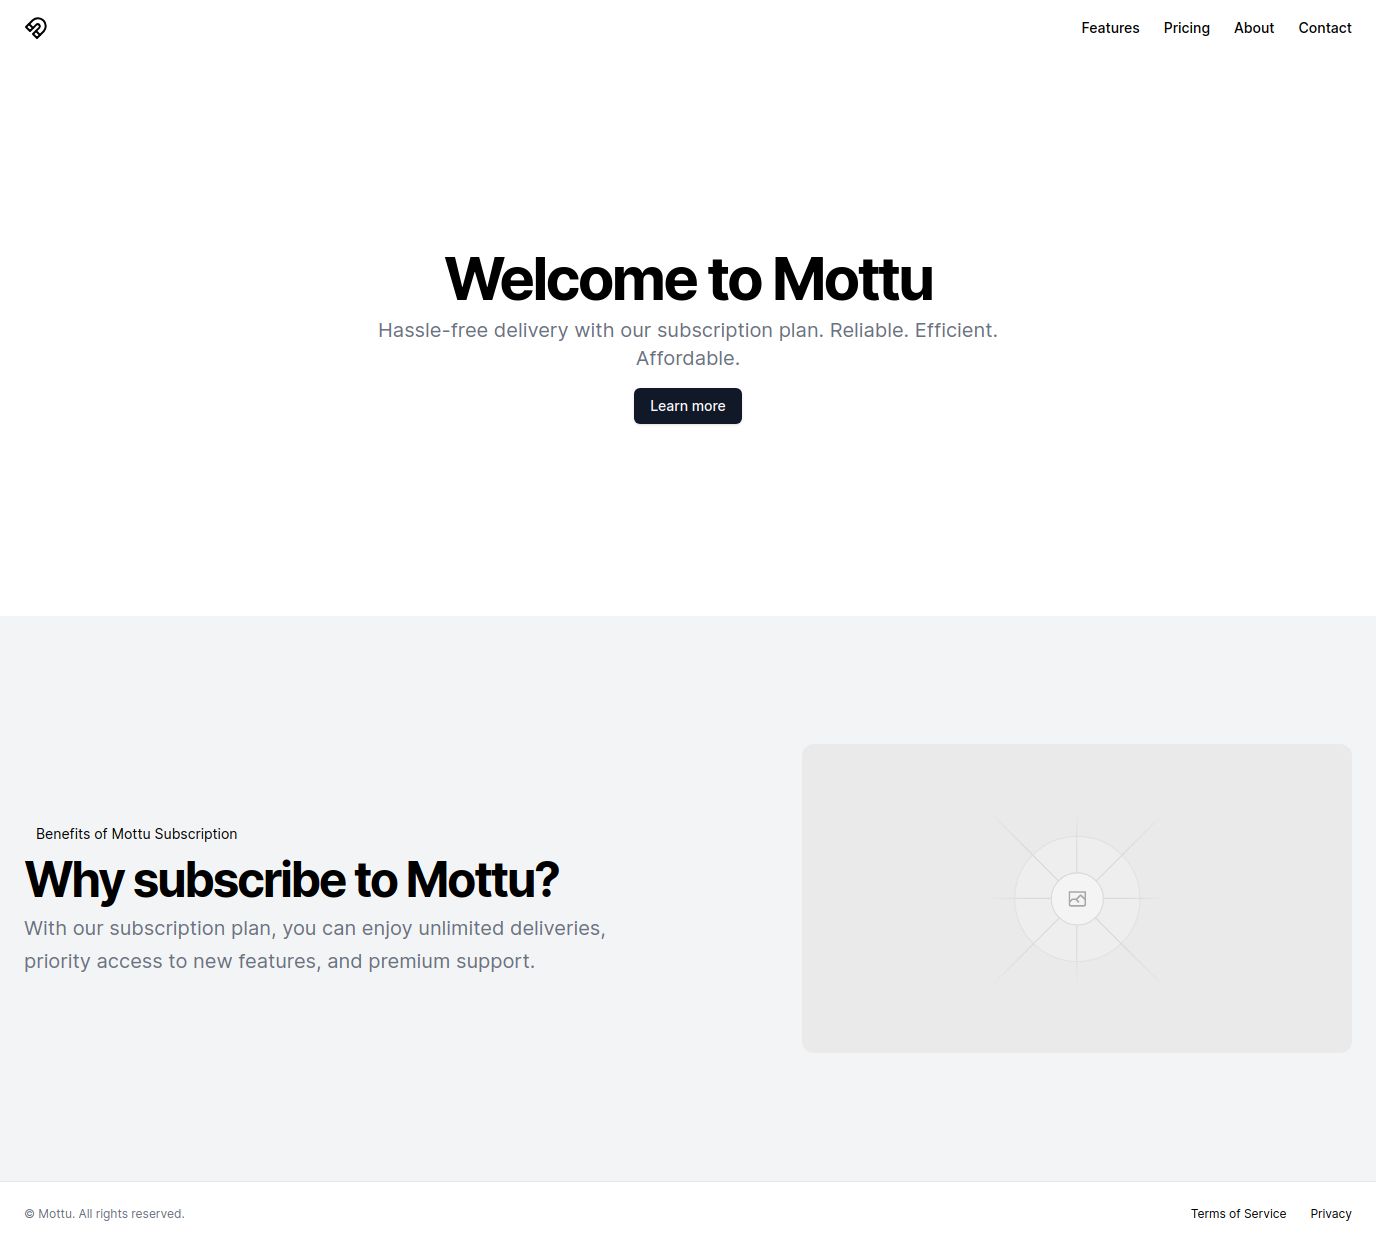 Features Pricing About Contact
Welcome to Mottu
Hassle-free delivery with our subscription plan. Reliable. Efficient.
Affordable.
Learn more
Benefits of Mottu Subscription
Why subscribe to Mottu?
With our subscription plan, you can enjoy unlimited deliveries,
priority access to new features, and premium support.
© Mottu. All rights reserved.
Terms of Service Privacy